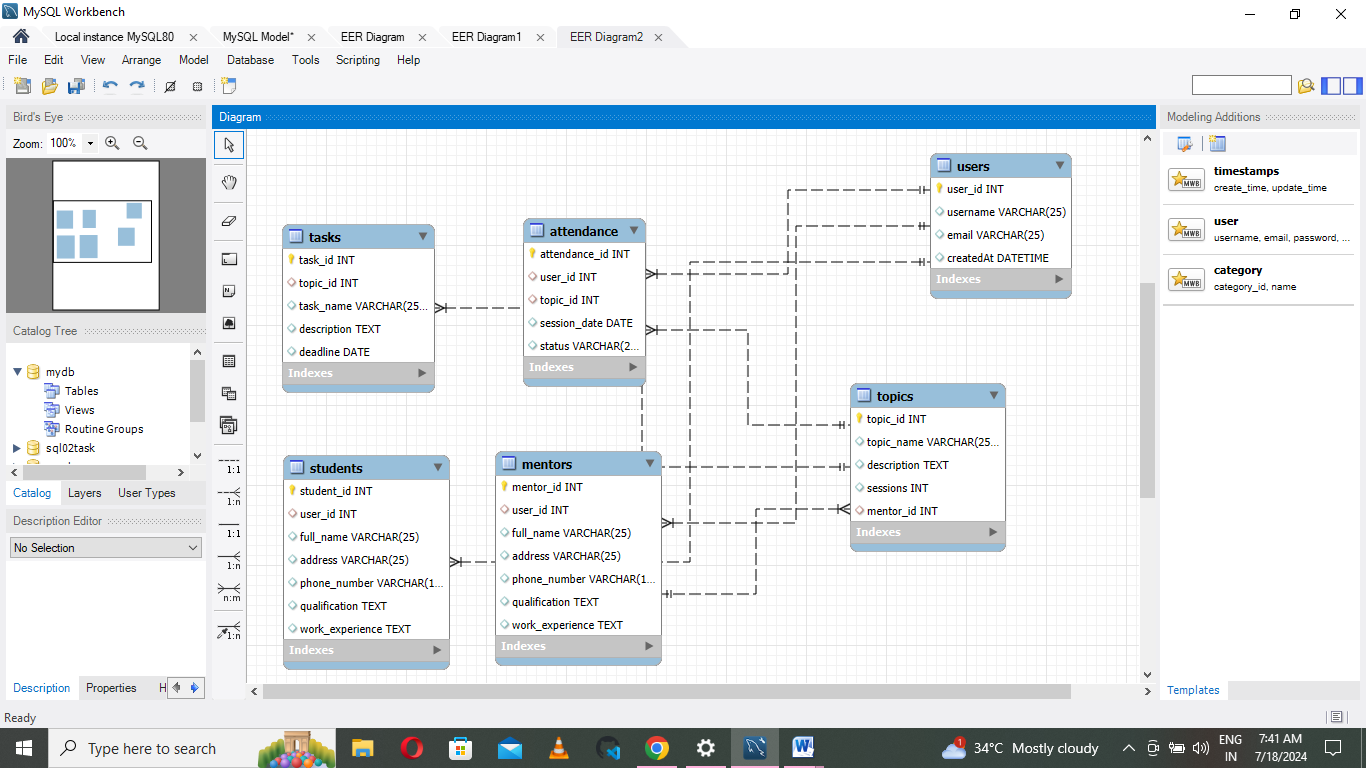 MySQL Workbench
Local instance MySQL80
MySQL Model*
EER Diagram
EER Diagram1
EER Diagram2
File Edit View Arrange Model Database Tools Scripting Help
Bird's Eye
Zoom: 100%
Catalog Tree
mydb
Tables
Views
Routine Groups
sql02task
Catalog Layers User Types
Description Editor
No Selection
Description Properties H
Ready
1:1
1:n
1:1
1:n
n:m
1:n
Diagram
tasks
task_id INT
topic_id INT
task_name VARCHAR(25...
description TEXT
deadline DATE
Indexes
attendance
attendance_id INT
user_id INT
topic_id INT
session_date DATE
status VARCHAR(2...
Indexes
users
user_id INT
username VARCHAR(25)
email VARCHAR(25)
createdAt DATETIME
Indexes
topics
topic_id INT
topic_name VARCHAR(25...
description TEXT
sessions INT
mentor_id INT
Indexes
students
student_id INT
user_id INT
full_name VARCHAR(25)
address VARCHAR(25)
phone_number VARCHAR(1...
qualification TEXT
work_experience TEXT
Indexes
mentors
mentor_id INT
user_id INT
full_name VARCHAR(25)
address VARCHAR(25)
phone_number VARCHAR(1...
qualification TEXT
work_experience TEXT
Indexes
Modeling Additions
MWB
timestamps
create_time, update_time
MWB
user
username, email, password, ...
MWB
category
category_id, name
Templates
Type here to search
1
34°C Mostly cloudy
ENG
IN
7:41 AM
7/18/2024